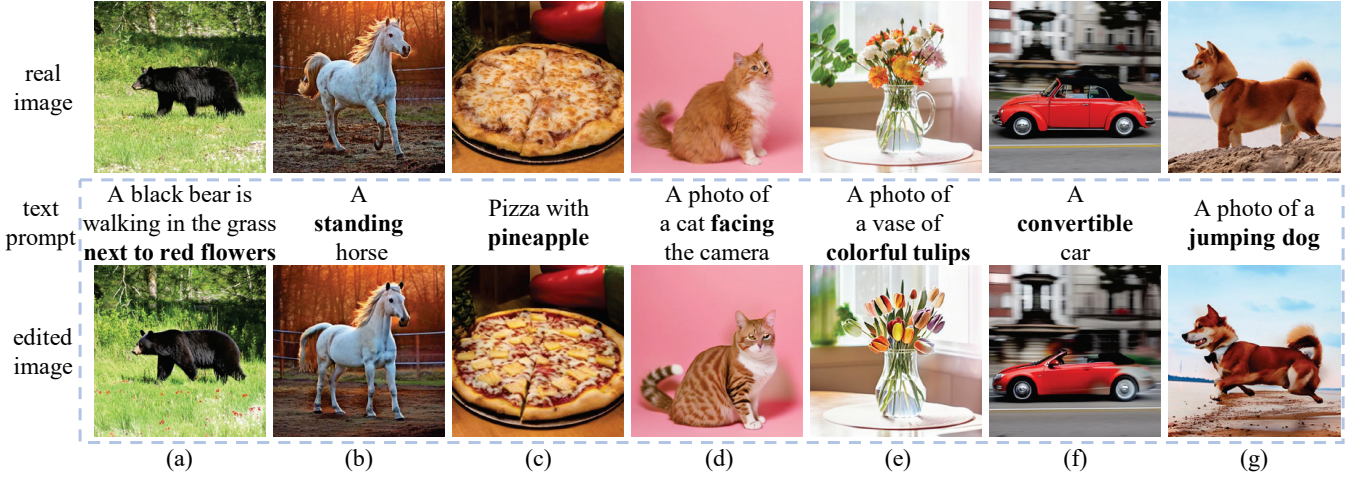 real
image
text
prompt
A black bear is
walking in the grass
next to red flowers
A
standing
horse
Pizza with
pineapple
A photo of
a cat facing
the camera
A photo of
a vase of
colorful tulips
A
convertible
car
A photo of a
jumping dog
edited
image
(a)
(b)
(c)
(d)
(e)
(f)
(g)